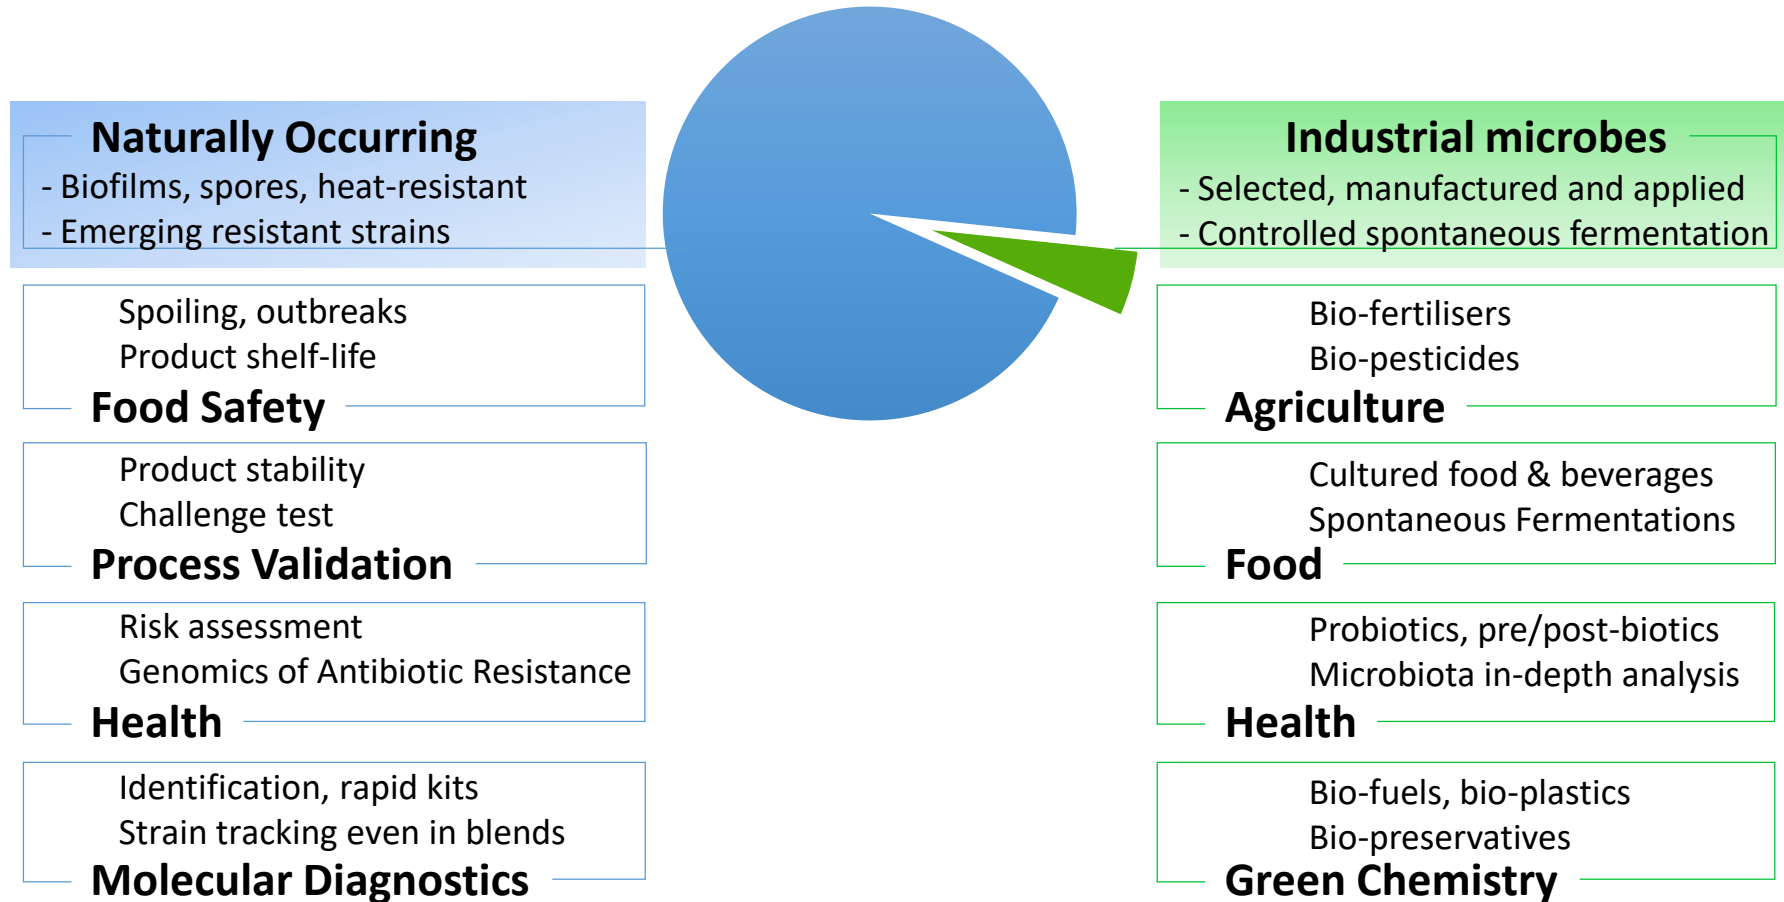 Naturally Occurring
- Biofilms, spores, heat-resistant
- Emerging resistant strains
Spoiling, outbreaks
Product shelf-life
Food Safety
Product stability
Challenge test
Process Validation
Risk assessment
Genomics of Antibiotic Resistance
Health
Identification, rapid kits
Strain tracking even in blends
Molecular Diagnostics
Industrial microbes
- Selected, manufactured and applied
- Controlled spontaneous fermentation
Bio-fertilisers
Bio-pesticides
Agriculture
Cultured food & beverages
Spontaneous Fermentations
Food
Probiotics, pre/post-biotics
Microbiota in-depth analysis
Health
Bio-fuels, bio-plastics
Bio-preservatives
Green Chemistry